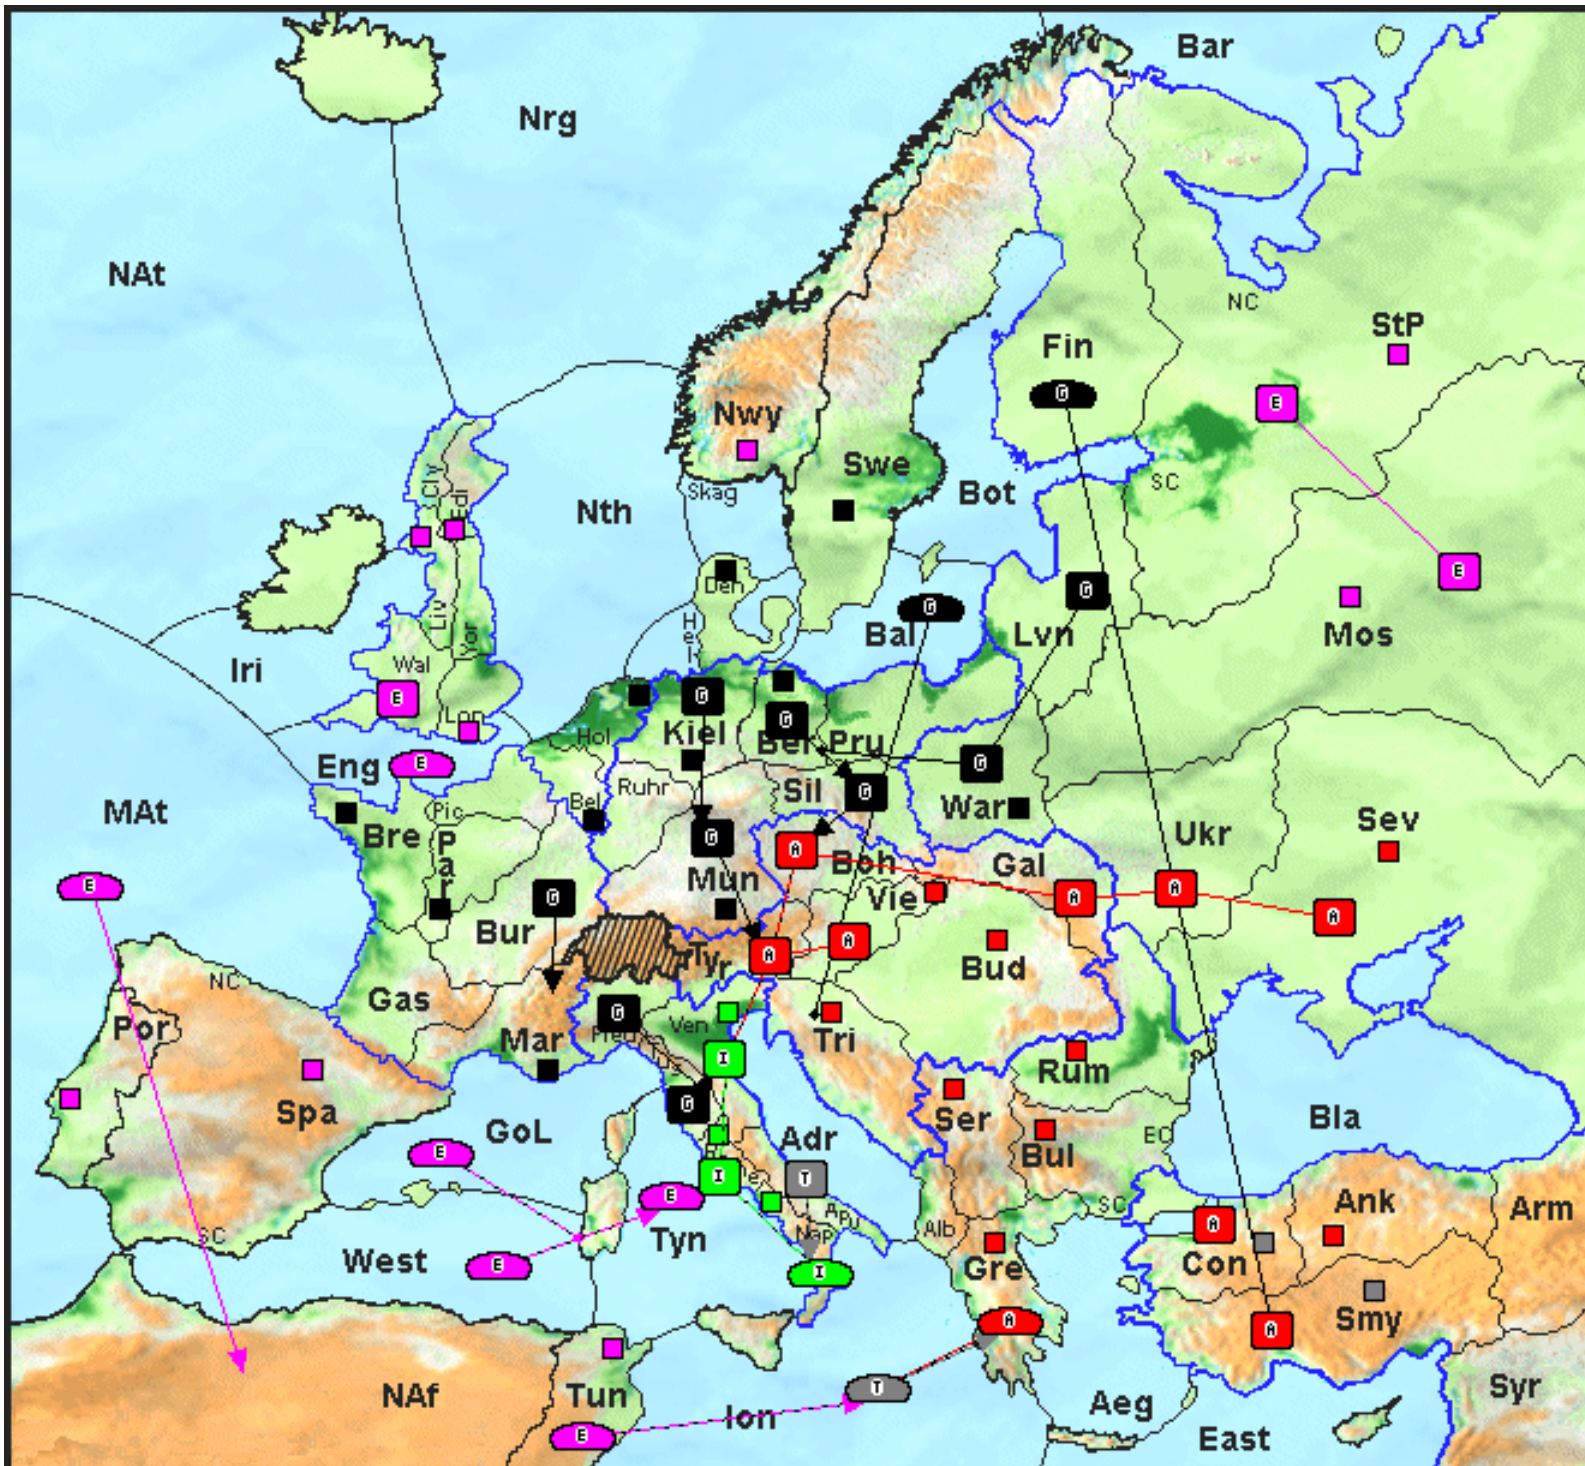 Bar
Nrg
NAt
NC
StP
Fin
E
G
Nwy
Swe
Cly
Edi
Skag
Bot
SC
Nth
E
Den
G
G
Bal
Lvn
Mos
Liv
Yor
Hel
Iri
Wal
E
Lon
G
G
Kiel
Hol
Ber
Pru
Eng
E
G
War
Ruhr
Sil
G
MAt
Bre
Pic
Bel
Par
G
A
Boh
Gal
Ukr
Sev
E
G
Mun
Vie
A
A
A
Bur
Tyr
A
A
Bud
NC
Gas
Por
G
Pied
Ven
Mar
Tus
I
Tri
Rum
Spa
GoL
G
Ser
Bla
Adr
Bul
EC
E
I
T
E
Ank
Arm
SC
Apu
Nap
Alb
SC
A
West
E
Tyn
I
Gre
Con
Smy
A
A
NAf
Tun
T
Ion
Aeg
Syr
E
East